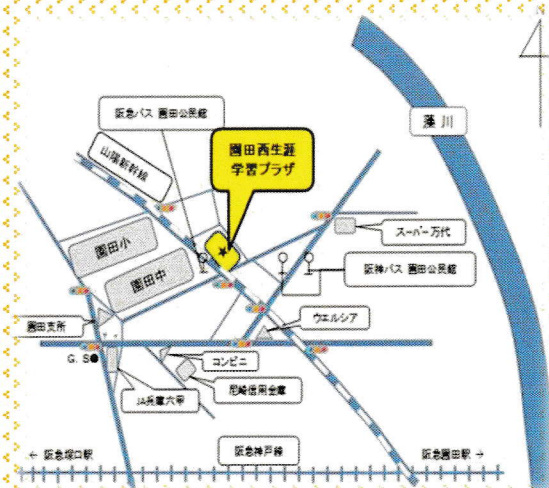 N
阪急バス 園田公民館
藻川
山陽新幹線
園田西生涯
学習プラザ
スーパー万代
園田小
園田中
阪神バス 園田公民館
園田支所
ウエルシア
G.S
コンビニ
尼崎信用金庫
JA兵庫六甲
← 阪急塚口駅
阪急神戸線
阪急園田駅 →